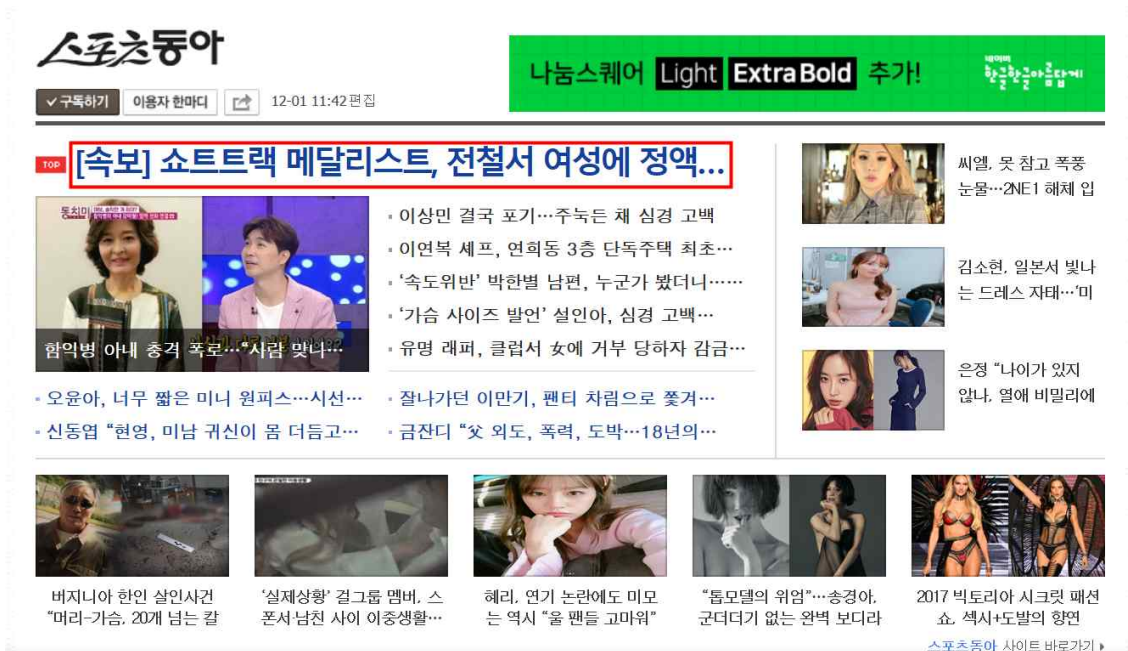 스포츠동아
나눔스퀘어 Light ExtraBold 추가!
네이버
한글한글아름답게
구독하기 이용자 한마디 12-01 11:42 편집
TOP [속보] 쇼트트랙 메달리스트, 전철서 여성에 정액...
동치미
함익병 아내 충격 폭로…“사람 맞나…
이상민 결국 포기…주눅든 채 심경 고백
이연복 셰프, 연희동 3층 단독주택 최초…
‘속도위반’ 박한별 남편, 누군가 봤더니……
‘가슴 사이즈 발언’ 설인아, 심경 고백…
유명 래퍼, 클럽서 女에 거부 당하자 감금…
오윤아, 너무 짧은 미니 원피스…시선…
신동엽 “현영, 미남 귀신이 몸 더듬고…
잘나가던 이만기, 팬티 차림으로 쫓겨…
금잔디 “父 외도, 폭력, 도박…18년의…
씨엘, 못 참고 폭풍
눈물…2NE1 해체 입
김소현, 일본서 빛나
는 드레스 자태…‘미
은정 “나이가 있지
않나, 열애 비밀리에
버지니아 한인 살인사건
“머리-가슴, 20개 넘는 칼
‘실제상황’ 걸그룹 멤버, 스
폰서·남친 사이 이중생활…
혜리, 연기 논란에도 미모
는 역시 “울 팬들 고마워”
“톱모델의 위엄”…송경아,
군더더기 없는 완벽 보디라
2017 빅토리아 시크릿 패션
쇼, 섹시+도발의 향연
스포츠동아 사이트 바로가기